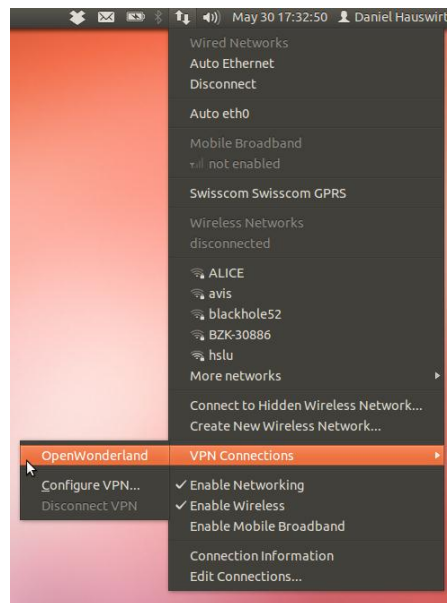 May 30 17:32:50 Daniel Hauswirt
Wired Networks
Auto Ethernet
Disconnect
Auto eth0
Mobile Broadband
not enabled
Swisscom Swisscom GPRS
Wireless Networks
disconnected
ALICE
avis
blackhole52
BZK-30886
hslu
More networks
Connect to Hidden Wireless Network...
Create New Wireless Network...
OpenWonderland VPN Connections
Configure VPN... Enable Networking
Disconnect VPN Enable Wireless
Enable Mobile Broadband
Connection Information
Edit Connections...